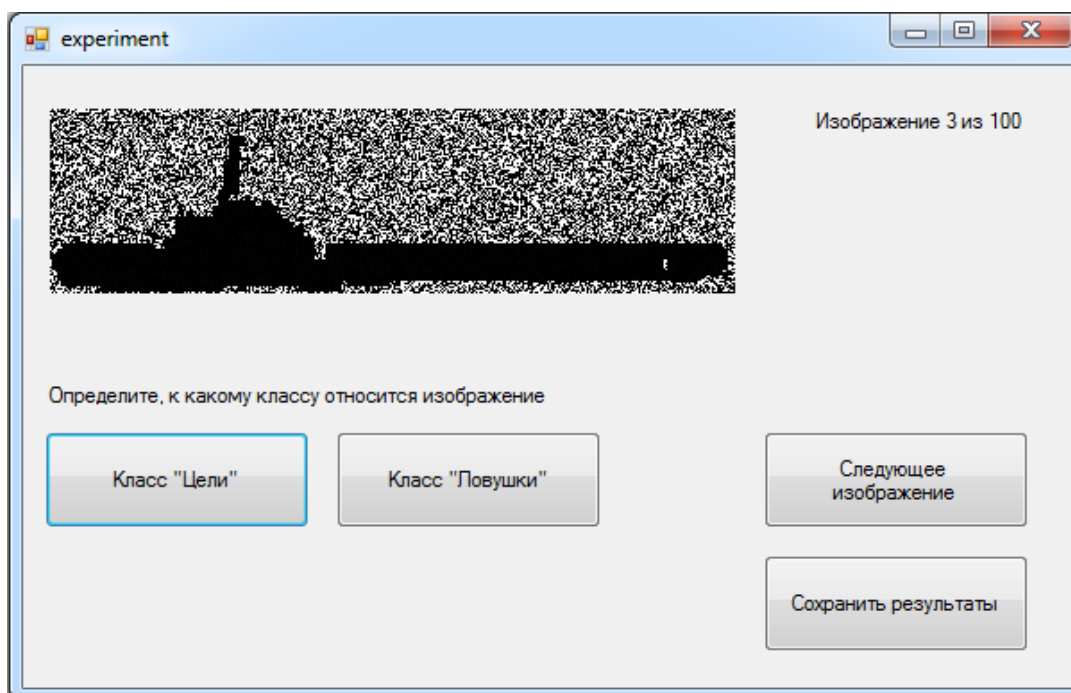 experiment
Изображение 3 из 100
Определите, к какому классу относится изображение
Класс "Цели"
Класс "Ловушки"
Следующее
изображение
Сохранить результаты